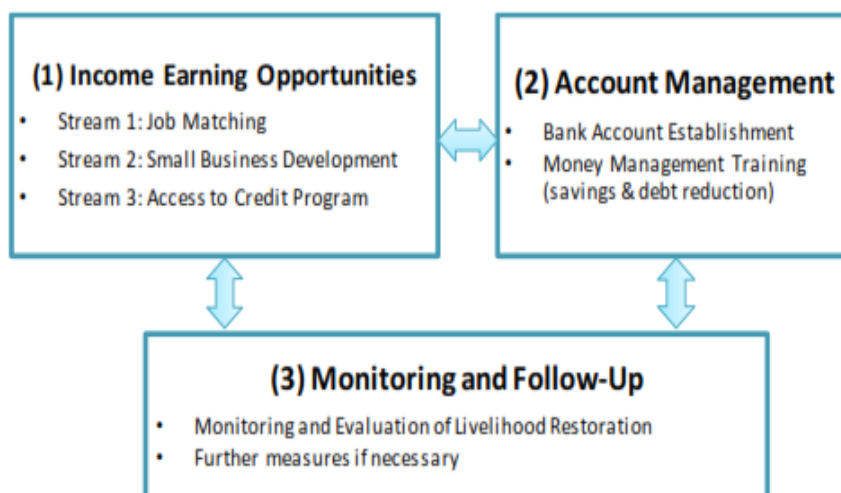 (1) Income Earning Opportunities
• Stream 1: Job Matching
• Stream 2: Small Business Development
• Stream 3: Access to Credit Program
(2) Account Management
• Bank Account Establishment
• Money Management Training
(savings & debt reduction)
(3) Monitoring and Follow-Up
• Monitoring and Evaluation of Livelihood Restoration
• Further measures if necessary